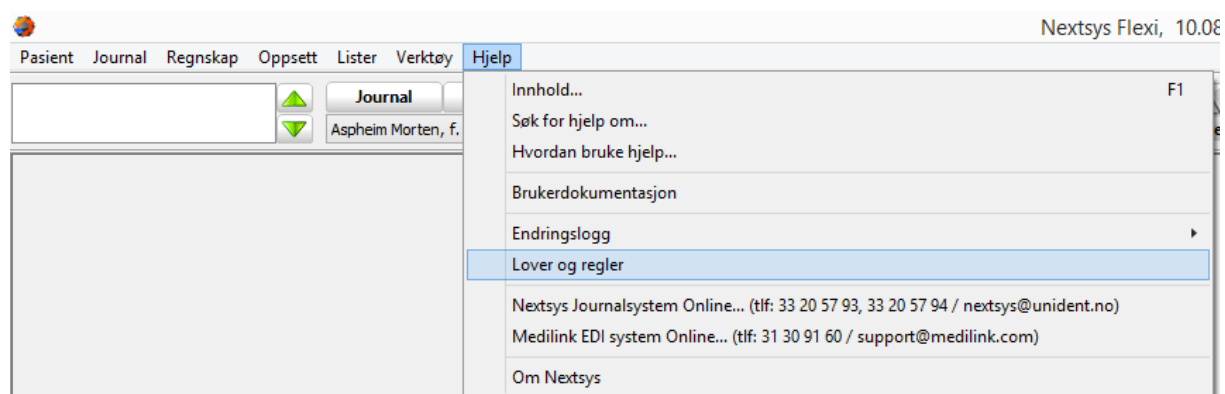 Nextsys Flexi, 10.08
Pasient Journal Regnskap Oppsett Lister Verktøy Hjelp
Journal
Aspheim Morten, f.
Innhold... F1
Søk for hjelp om...
Hvordan bruke hjelp...
Brukerdokumentasjon
Endringslogg
Lover og regler
Nextsys Journalsystem Online... (tlf: 33 20 57 93, 33 20 57 94 / nextsys@unident.no)
Medilink EDI system Online... (tlf: 31 30 91 60 / support@medilink.com)
Om Nextsys